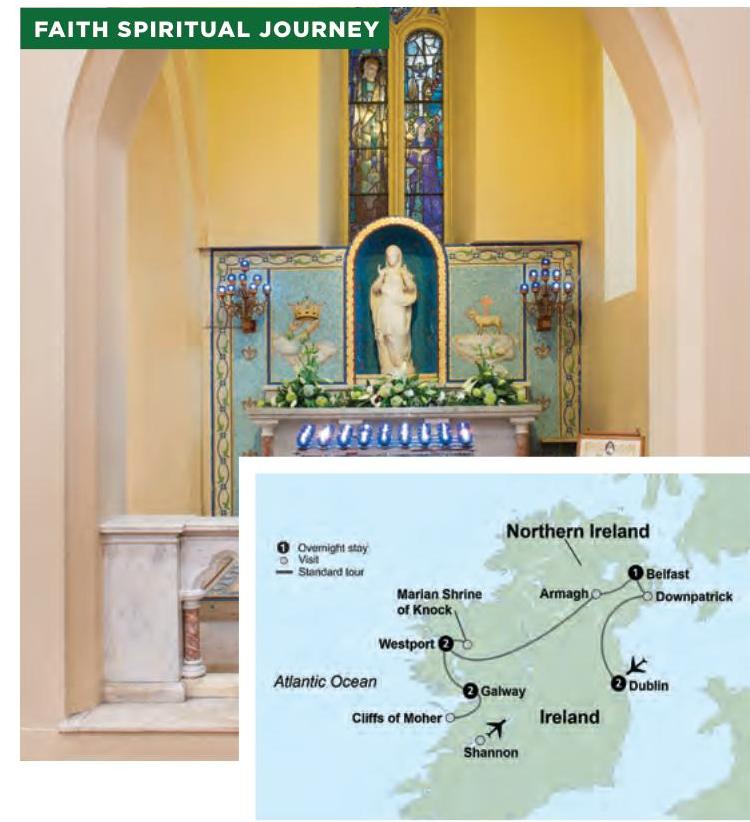 FAITH SPIRITUAL JOURNEY
1 Overnight stay
Visit
Standard tour
Northern Ireland
1 Belfast
Armagh
Downpatrick
Marian Shrine
of Knock
Westport 2
Atlantic Ocean
2 Galway
2 Dublin
Cliffs of Moher
Ireland
Shannon